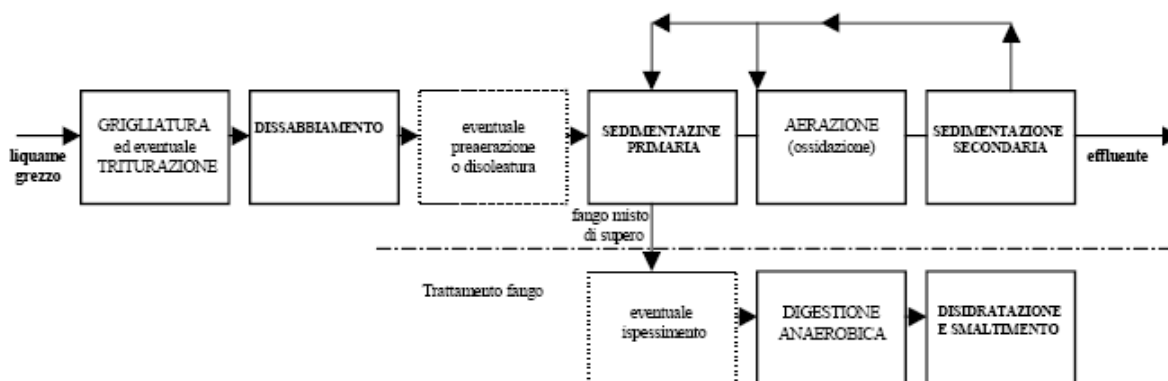 GRIGLIATURA
ed eventuale
TRITURAZIONE
DISSABBIAMENTO
eventuale
preaerazione
o disoleatura
SEDIMENTAZINE
PRIMARIA
AERAZIONE
(ossidazione)
SEDIMENTAZIONE
SECONDARIA
liquame
grezzo
effluente
fango misto
di supero
Trattamento fango
eventuale
ispessimento
DIGESTIONE
ANAEROBICA
DISIDRATAZIONE
E SMALTIMENTO